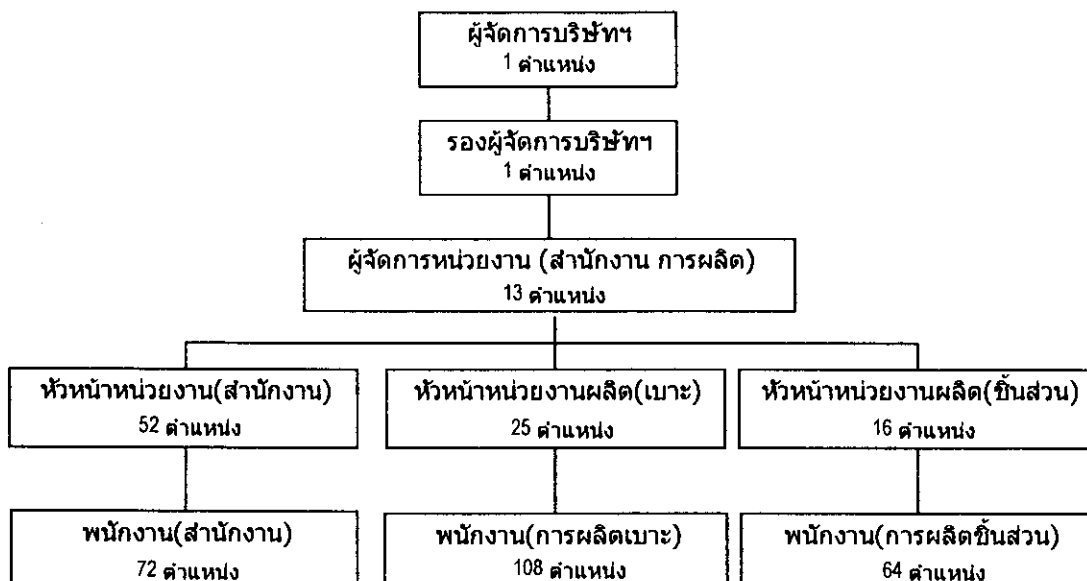 ผู้จัดการบริษัทฯ
1 ตำแหน่ง
รองผู้จัดการบริษัทฯ
1 ตำแหน่ง
ผู้จัดการหน่วยงาน (สำนักงาน การผลิต)
13 ตำแหน่ง
หัวหน้าหน่วยงาน(สำนักงาน)
52 ตำแหน่ง
หัวหน้าหน่วยงานผลิต(เบาะ)
25 ตำแหน่ง
หัวหน้าหน่วยงานผลิต(ชิ้นส่วน)
16 ตำแหน่ง
พนักงาน(สำนักงาน)
72 ตำแหน่ง
พนักงาน(การผลิตเบาะ)
108 ตำแหน่ง
พนักงาน(การผลิตชิ้นส่วน)
64 ตำแหน่ง